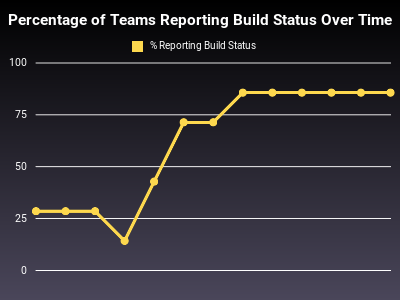 Percentage of Teams Reporting Build Status Over Time
% Reporting Build Status
100
75
50
25
0